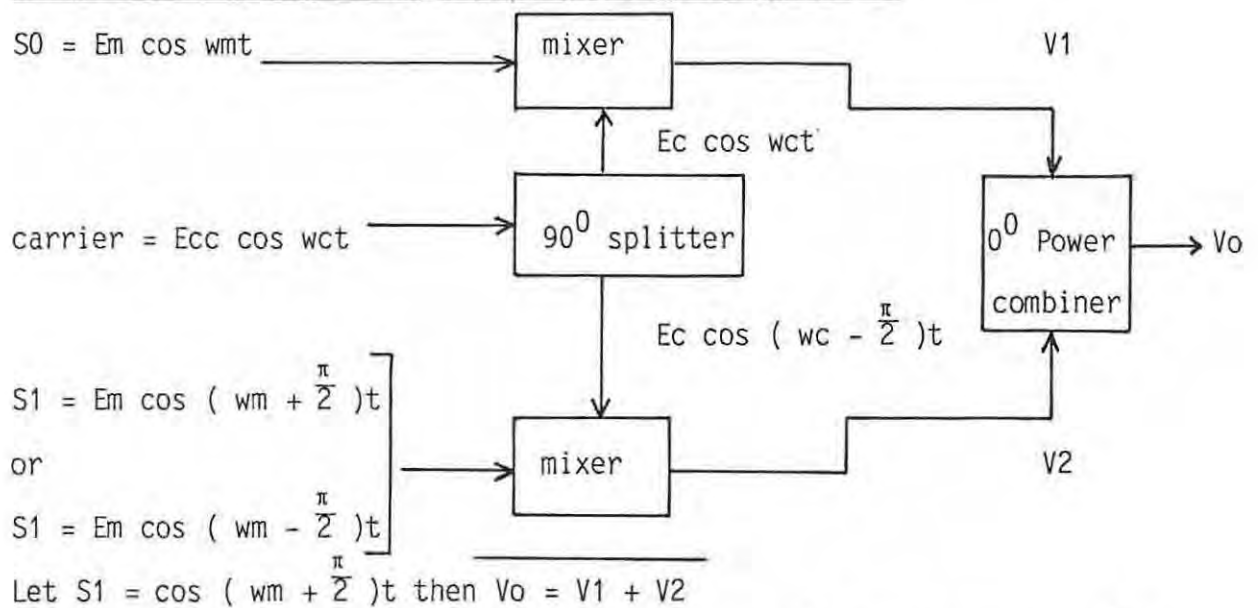 S0 = Em cos wmt
mixer
V1
Ec cos wct
carrier = Ecc cos wct
90⁰ splitter
0⁰ Power
combiner
Vo
Ec cos ( wc - π/2 )t
S1 = Em cos ( wm + π/2 )t
or
S1 = Em cos ( wm - π/2 )t
mixer
V2
Let S1 = cos ( wm + π/2 )t then Vo = V1 + V2